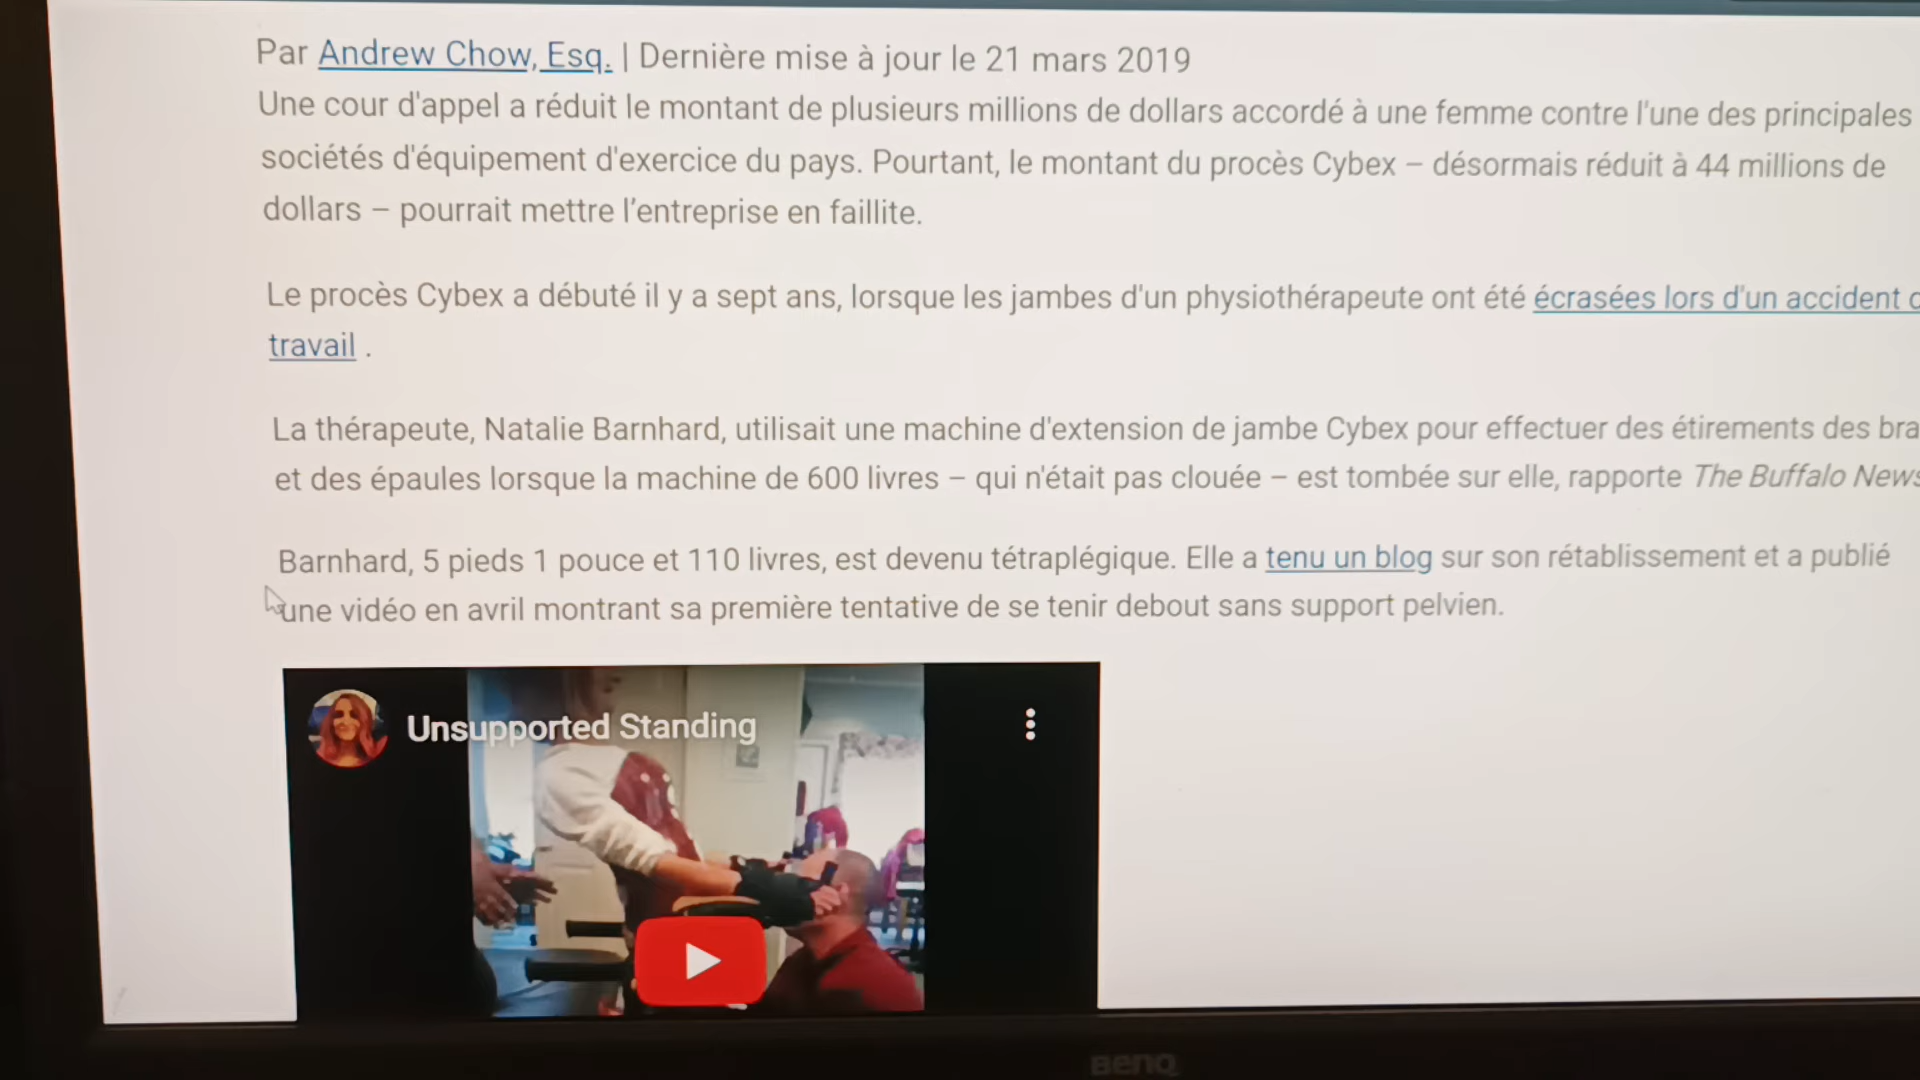 Par Andrew Chow, Esq. | Dernière mise à jour le 21 mars 2019
Une cour d'appel a réduit le montant de plusieurs millions de dollars accordé à une femme contre l'une des principales
sociétés d'équipement d'exercice du pays. Pourtant, le montant du procès Cybex – désormais réduit à 44 millions de
dollars – pourrait mettre l’entreprise en faillite.
Le procès Cybex a débuté il y a sept ans, lorsque les jambes d'un physiothérapeute ont été écrasées lors d'un accident
travail .
La thérapeute, Natalie Barnhard, utilisait une machine d'extension de jambe Cybex pour effectuer des étirements des bra
et des épaules lorsque la machine de 600 livres – qui n'était pas clouée – est tombée sur elle, rapporte The Buffalo News
Barnhard, 5 pieds 1 pouce et 110 livres, est devenu tétraplégique. Elle a tenu un blog sur son rétablissement et a publié
une vidéo en avril montrant sa première tentative de se tenir debout sans support pelvien.
Unsupported Standing
BenQ